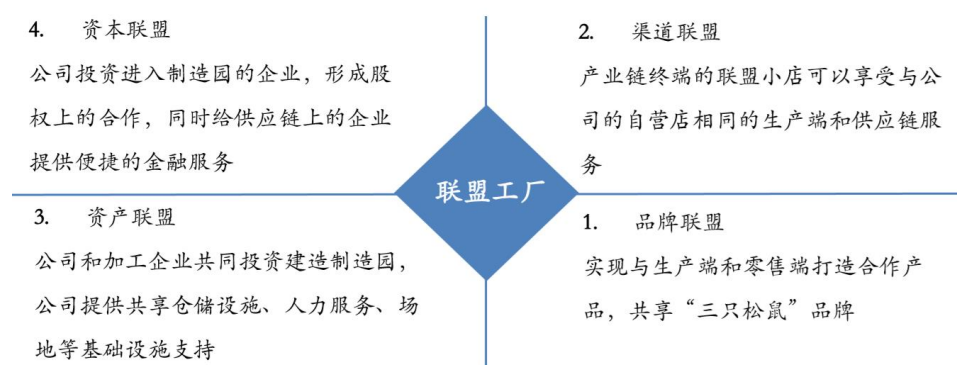 4. 资本联盟
公司投资进入制造园的企业，形成股
权上的合作，同时给供应链上的企业
提供便捷的金融服务
2. 渠道联盟
产业链终端的联盟小店可以享受与公
司的自营店相同的生产端和供应链服
务
联盟工厂
3. 资产联盟
公司和加工企业共同投资建造制造园，
公司提供共享仓储设施、人力服务、场
地等基础设施支持
1. 品牌联盟
实现与生产端和零售端打造合作产
品，共享“三只松鼠”品牌